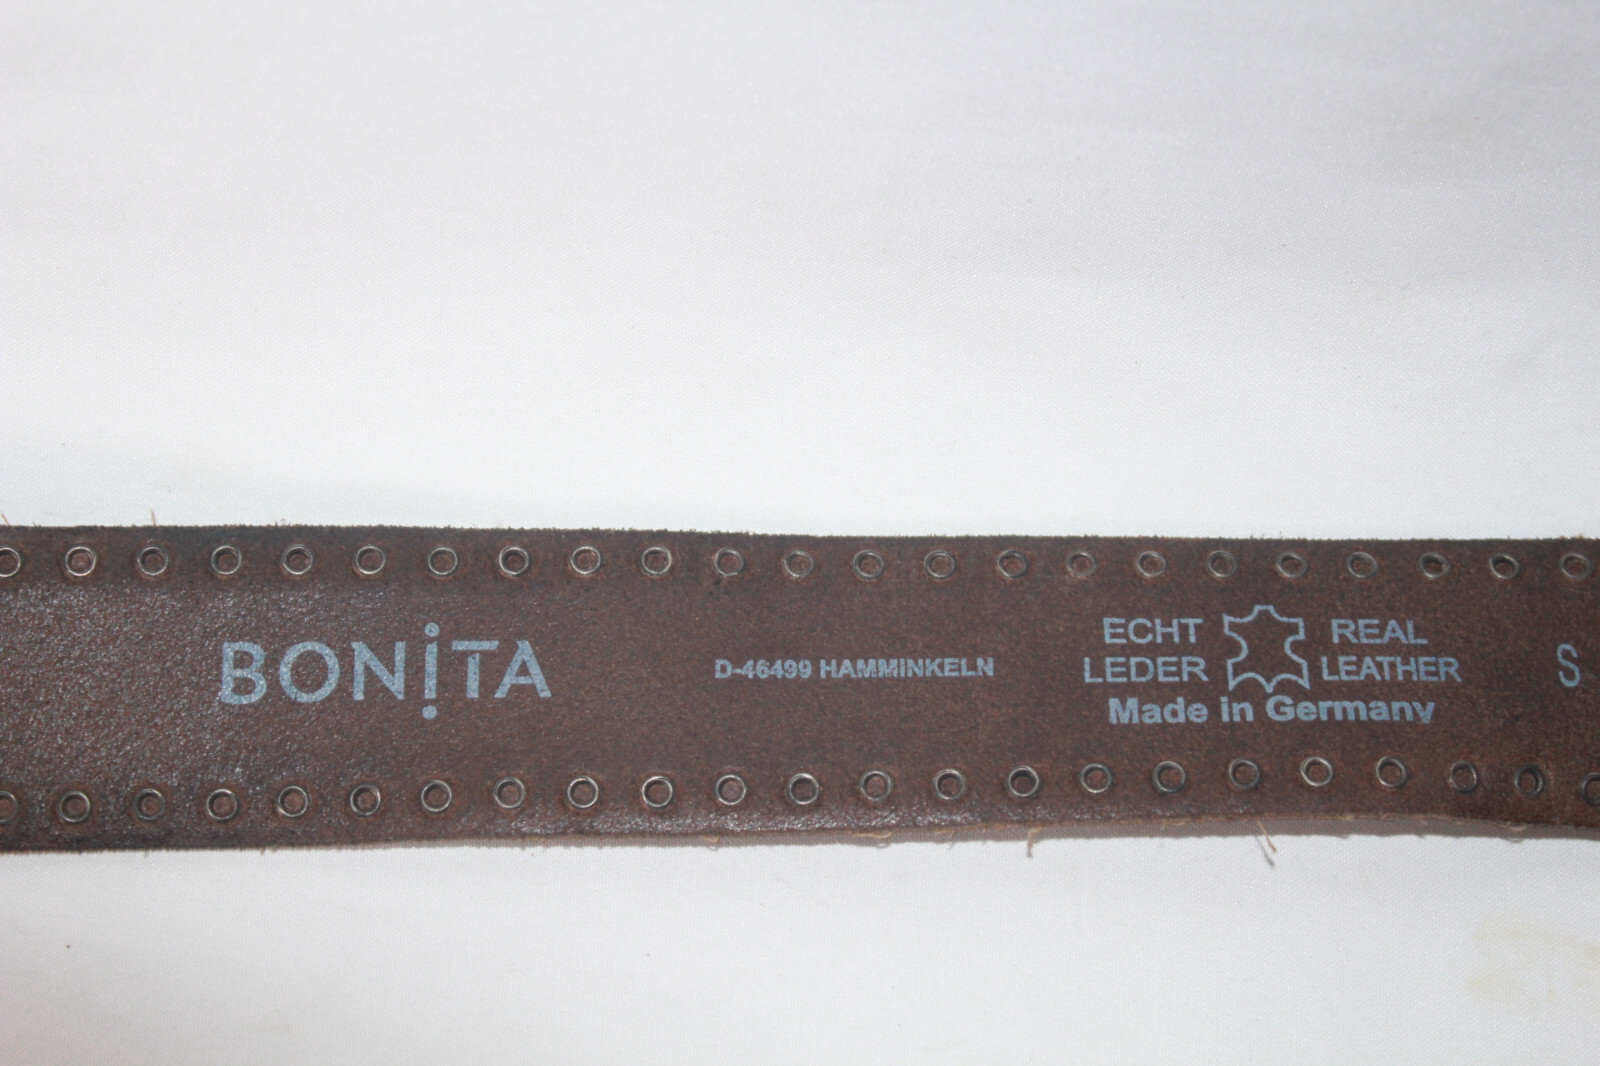 BONiTA
D-46499 HAMMINKELN
ECHT REAL
LEDER LEATHER
Made in Germany
S